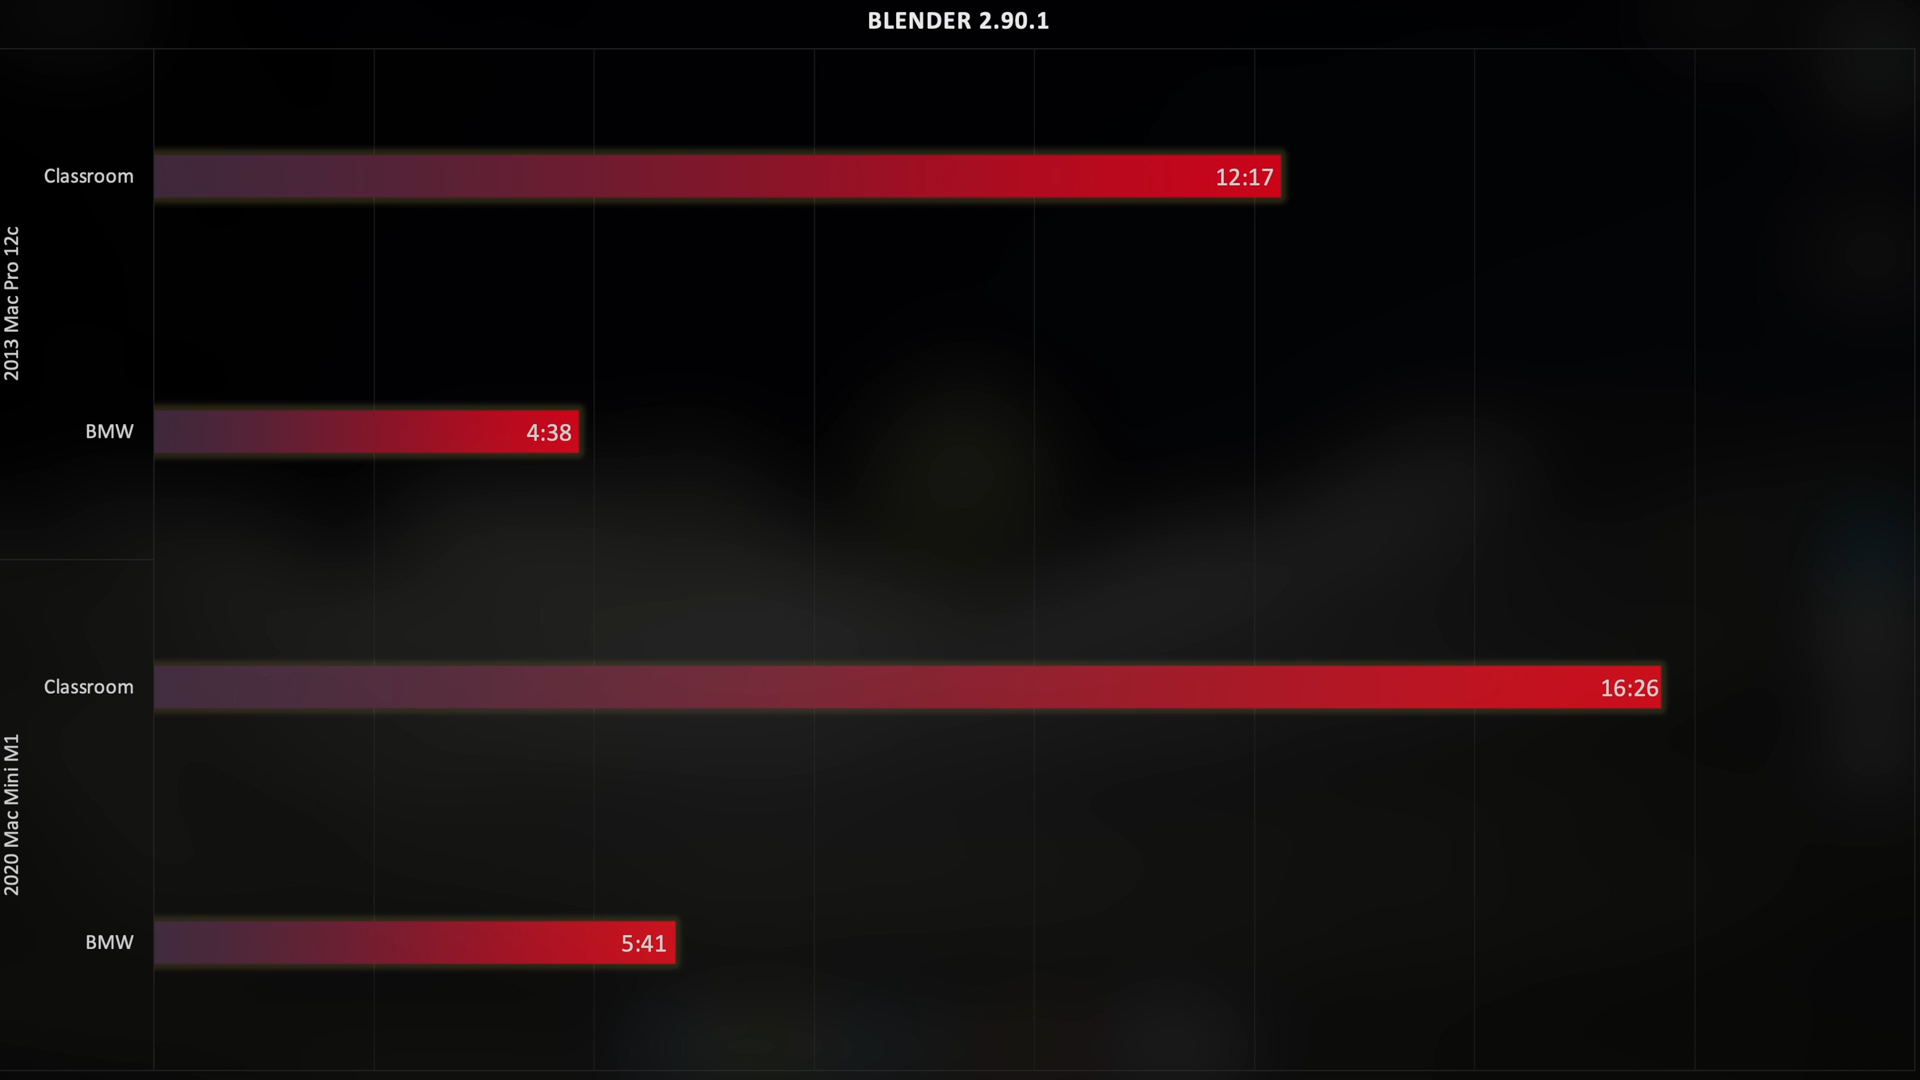 BLENDER 2.90.1
2013 Mac Pro 12c
Classroom
12:17
BMW
4:38
2020 Mac Mini M1
Classroom
16:26
BMW
5:41